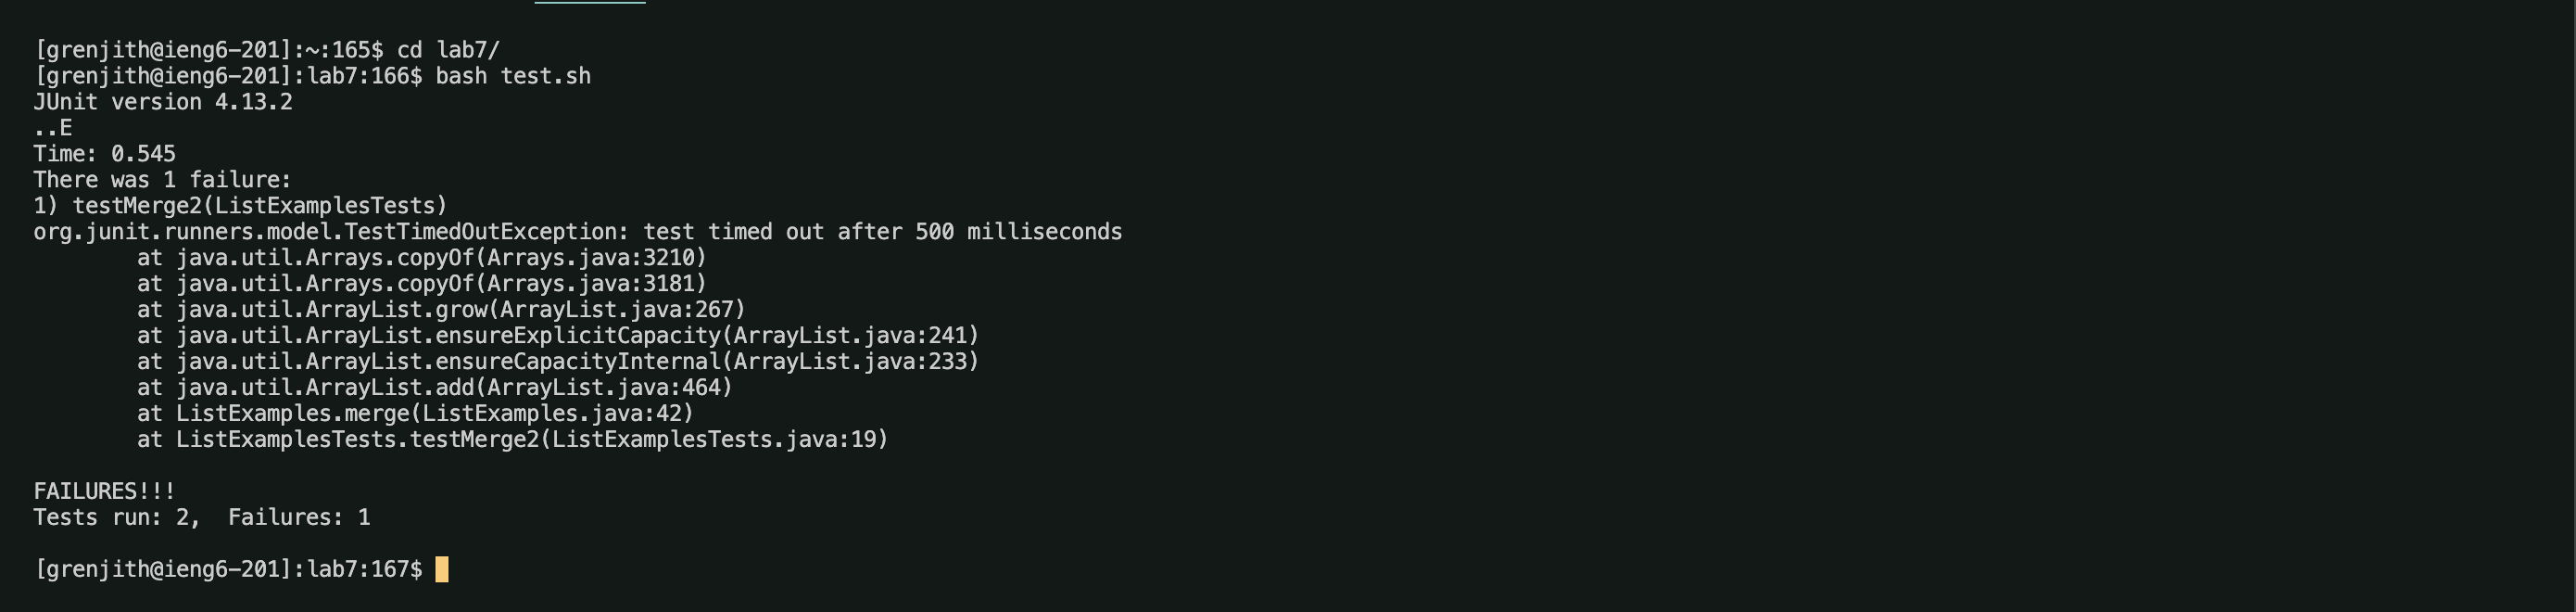 [grenjith@ieng6-201]:~:165$ cd lab7/
[grenjith@ieng6-201]:lab7:166$ bash test.sh
JUnit version 4.13.2
..E
Time: 0.545
There was 1 failure:
1) testMerge2(ListExamplesTests)
org.junit.runners.model.TestTimedOutException: test timed out after 500 milliseconds
        at java.util.Arrays.copyOf(Arrays.java:3210)
        at java.util.Arrays.copyOf(Arrays.java:3181)
        at java.util.ArrayList.grow(ArrayList.java:267)
        at java.util.ArrayList.ensureExplicitCapacity(ArrayList.java:241)
        at java.util.ArrayList.ensureCapacityInternal(ArrayList.java:233)
        at java.util.ArrayList.add(ArrayList.java:464)
        at ListExamples.merge(ListExamples.java:42)
        at ListExamplesTests.testMerge2(ListExamplesTests.java:19)
FAILURES!!!
Tests run: 2,  Failures: 1
[grenjith@ieng6-201]:lab7:167$